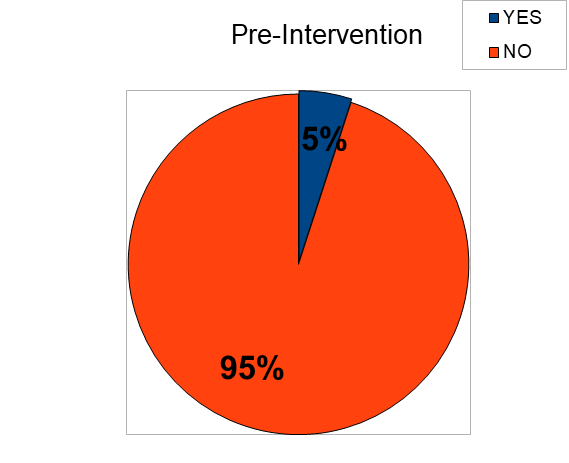 Pre-Intervention
YES
NO
5%
95%